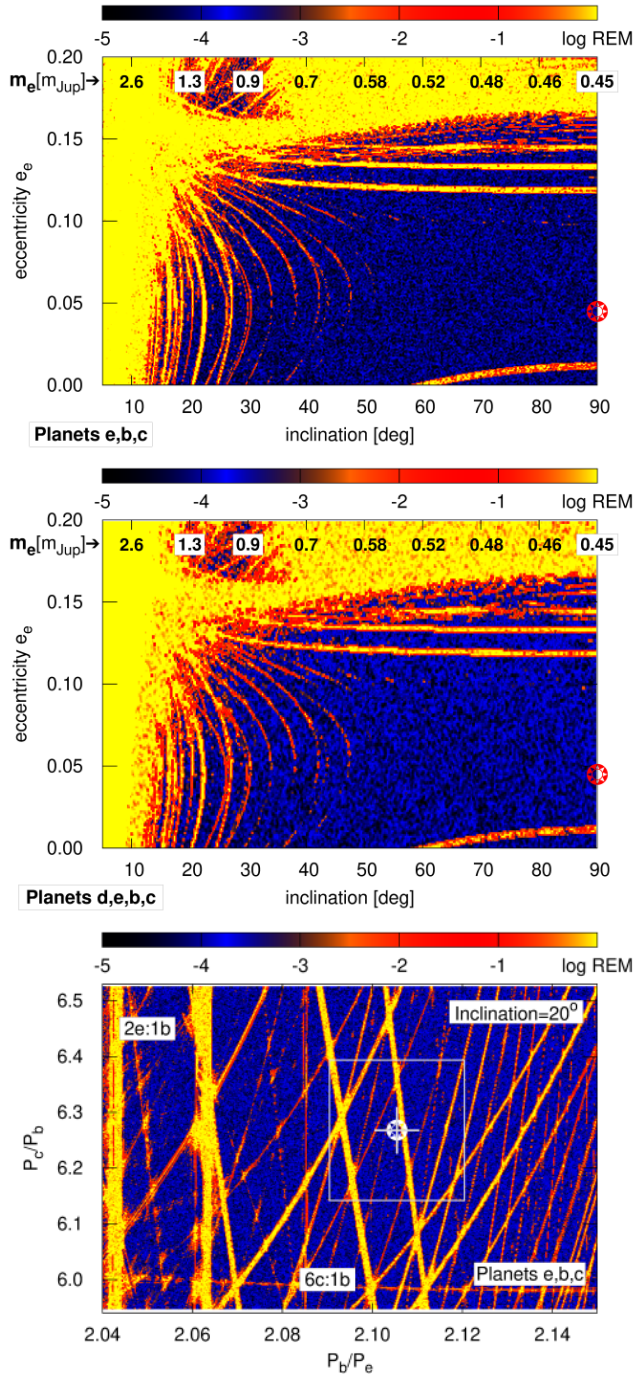 -5 -4 -3 -2 -1 log REM
0.20
mₑ[m_Jup]→ 2.6 1.3 0.9 0.7 0.58 0.52 0.48 0.46 0.45
0.15
eccentricity eₑ
0.10
0.05
0.00
10 20 30 40 50 60 70 80 90
Planets e,b,c inclination [deg]
-5 -4 -3 -2 -1 log REM
0.20
mₑ[m_Jup]→ 2.6 1.3 0.9 0.7 0.58 0.52 0.48 0.46 0.45
0.15
eccentricity eₑ
0.10
0.05
0.00
10 20 30 40 50 60 70 80 90
Planets d,e,b,c inclination [deg]
-5 -4 -3 -2 -1 log REM
6.5
2e:1b Inclination=20°
6.4
6.3
P_c/P_b
6.2
6.1
6.0 6c:1b Planets e,b,c
2.04 2.06 2.08 2.10 2.12 2.14
P_b/P_e